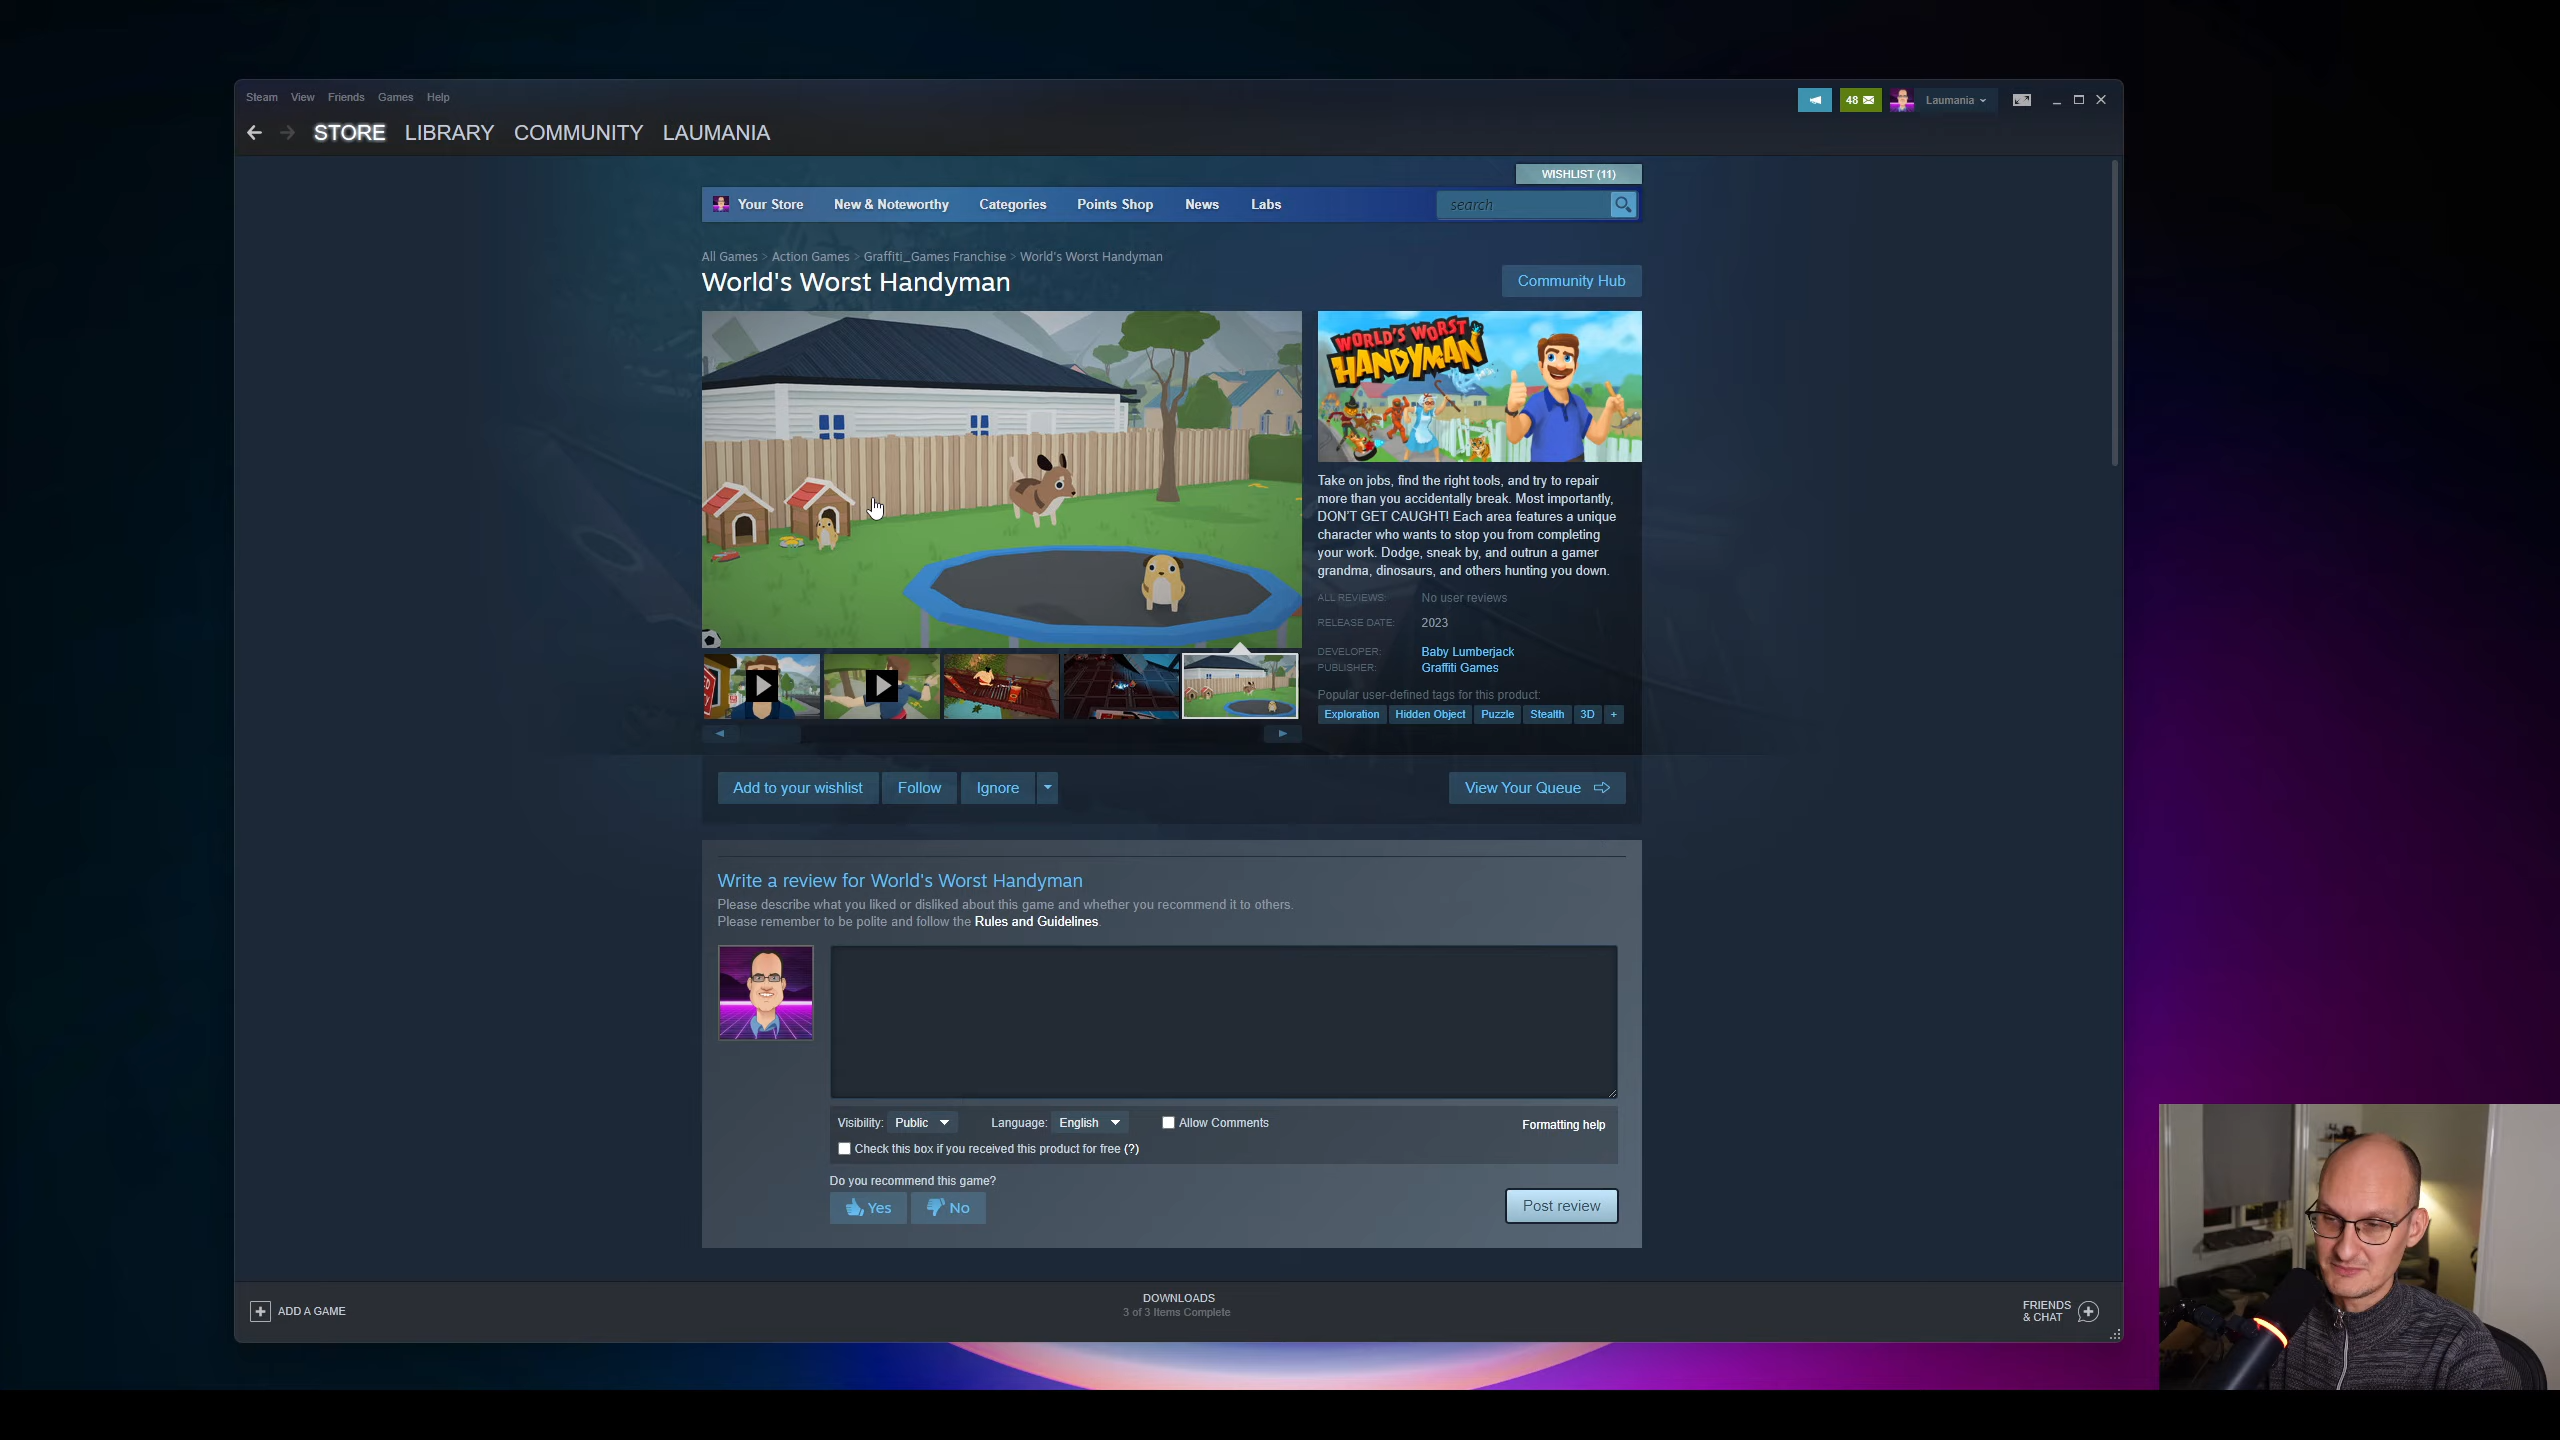 Steam View Friends Games Help
48
Laumania
STORE LIBRARY COMMUNITY LAUMANIA
WISHLIST (11)
Your Store New & Noteworthy Categories Points Shop News Labs
search
All Games > Action Games > Graffiti_Games Franchise > World's Worst Handyman
World's Worst Handyman
Community Hub
WORLD'S WORST
HANDYMAN
Take on jobs, find the right tools, and try to repair
more than you accidentally break. Most importantly,
DON'T GET CAUGHT! Each area features a unique
character who wants to stop you from completing
your work. Dodge, sneak by, and outrun a gamer
grandma, dinosaurs, and others hunting you down.
ALL REVIEWS: No user reviews
RELEASE DATE: 2023
DEVELOPER: Baby Lumberjack
PUBLISHER: Graffiti Games
Popular user-defined tags for this product:
Exploration Hidden Object Puzzle Stealth 3D +
Add to your wishlist Follow Ignore
View Your Queue
Write a review for World's Worst Handyman
Please describe what you liked or disliked about this game and whether you recommend it to others.
Please remember to be polite and follow the Rules and Guidelines.
Visibility: Public Language: English Allow Comments
Formatting help
Check this box if you received this product for free (?)
Do you recommend this game?
Yes No
Post review
ADD A GAME
DOWNLOADS
3 of 3 Items Complete
FRIENDS
& CHAT